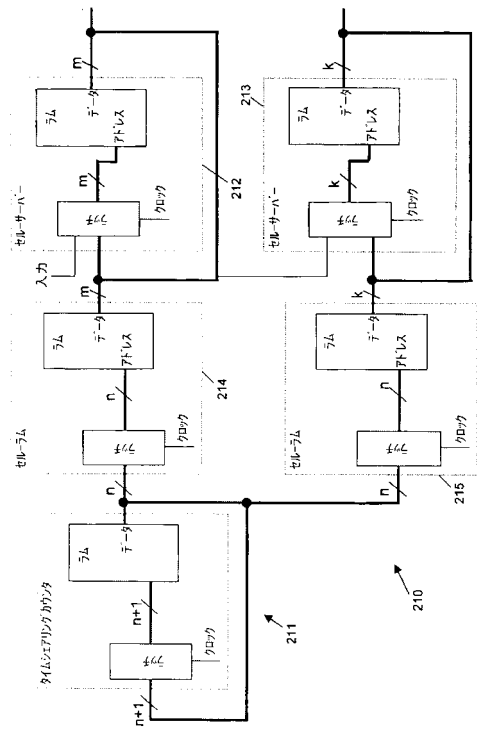 m
ラム
データ
アドレス
m
ラッチ
クロック
入力
セルーサーバー
212
m
ラム
データ
アドレス
n
ラッチ
クロック
セルーラム
214
n
ラム
データ
n+1
ラッチ
クロック
タイムシェアリングカウンタ
n+1
211
k
213
ラム
データ
アドレス
k
ラッチ
クロック
セルーサーバー
k
ラム
データ
アドレス
n
ラッチ
クロック
セルーラム
n
215
210